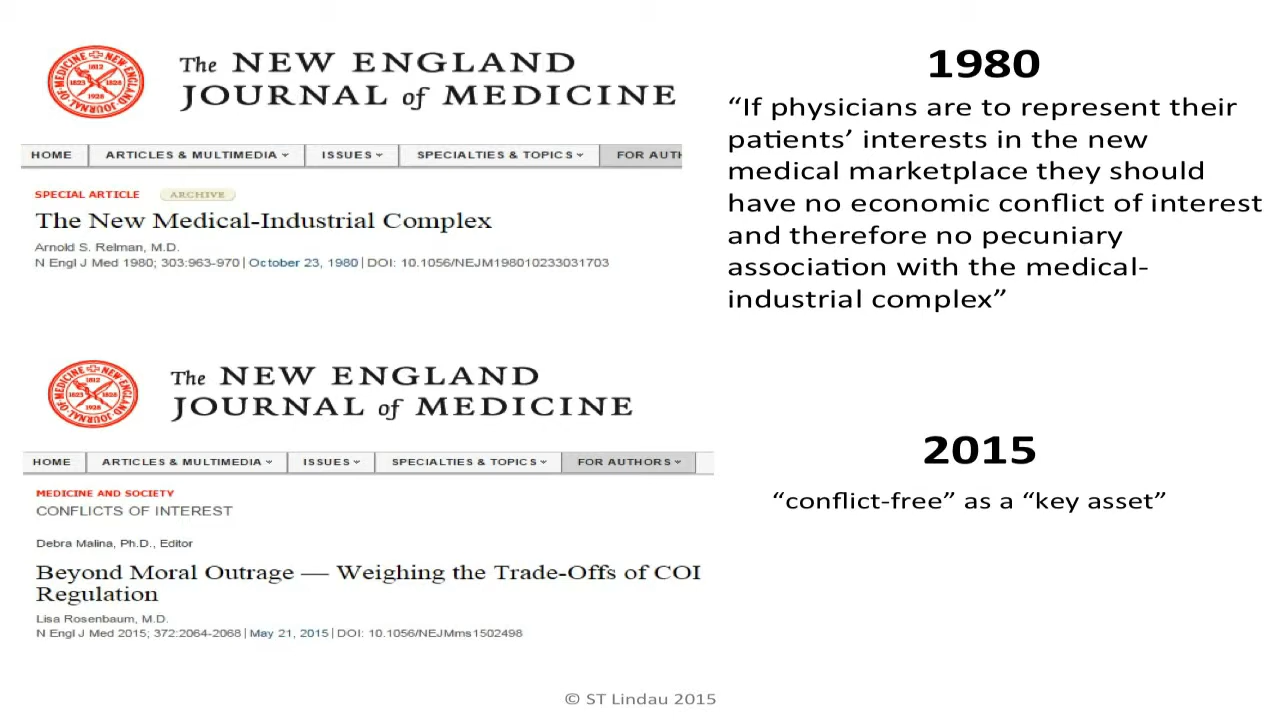 The NEW ENGLAND
JOURNAL of MEDICINE
HOME ARTICLES & MULTIMEDIA ISSUES SPECIALTIES & TOPICS FOR AUTH
SPECIAL ARTICLE ARCHIVE
The New Medical-Industrial Complex
Arnold S. Relman, M.D.
N Engl J Med 1980; 303:963-970 | October 23, 1980 | DOI: 10.1056/NEJM198010233031703
1980
“If physicians are to represent their
patients’ interests in the new
medical marketplace they should
have no economic conflict of interest
and therefore no pecuniary
association with the medical-
industrial complex”
The NEW ENGLAND
JOURNAL of MEDICINE
HOME ARTICLES & MULTIMEDIA ISSUES SPECIALTIES & TOPICS FOR AUTHORS
MEDICINE AND SOCIETY
CONFLICTS OF INTEREST
Debra Malina, Ph.D., Editor
Beyond Moral Outrage — Weighing the Trade-Offs of COI
Regulation
Lisa Rosenbaum, M.D.
N Engl J Med 2015; 372:2064-2068 | May 21, 2015 | DOI: 10.1056/NEJMms1502498
2015
“conflict-free” as a “key asset”
© ST Lindau 2015